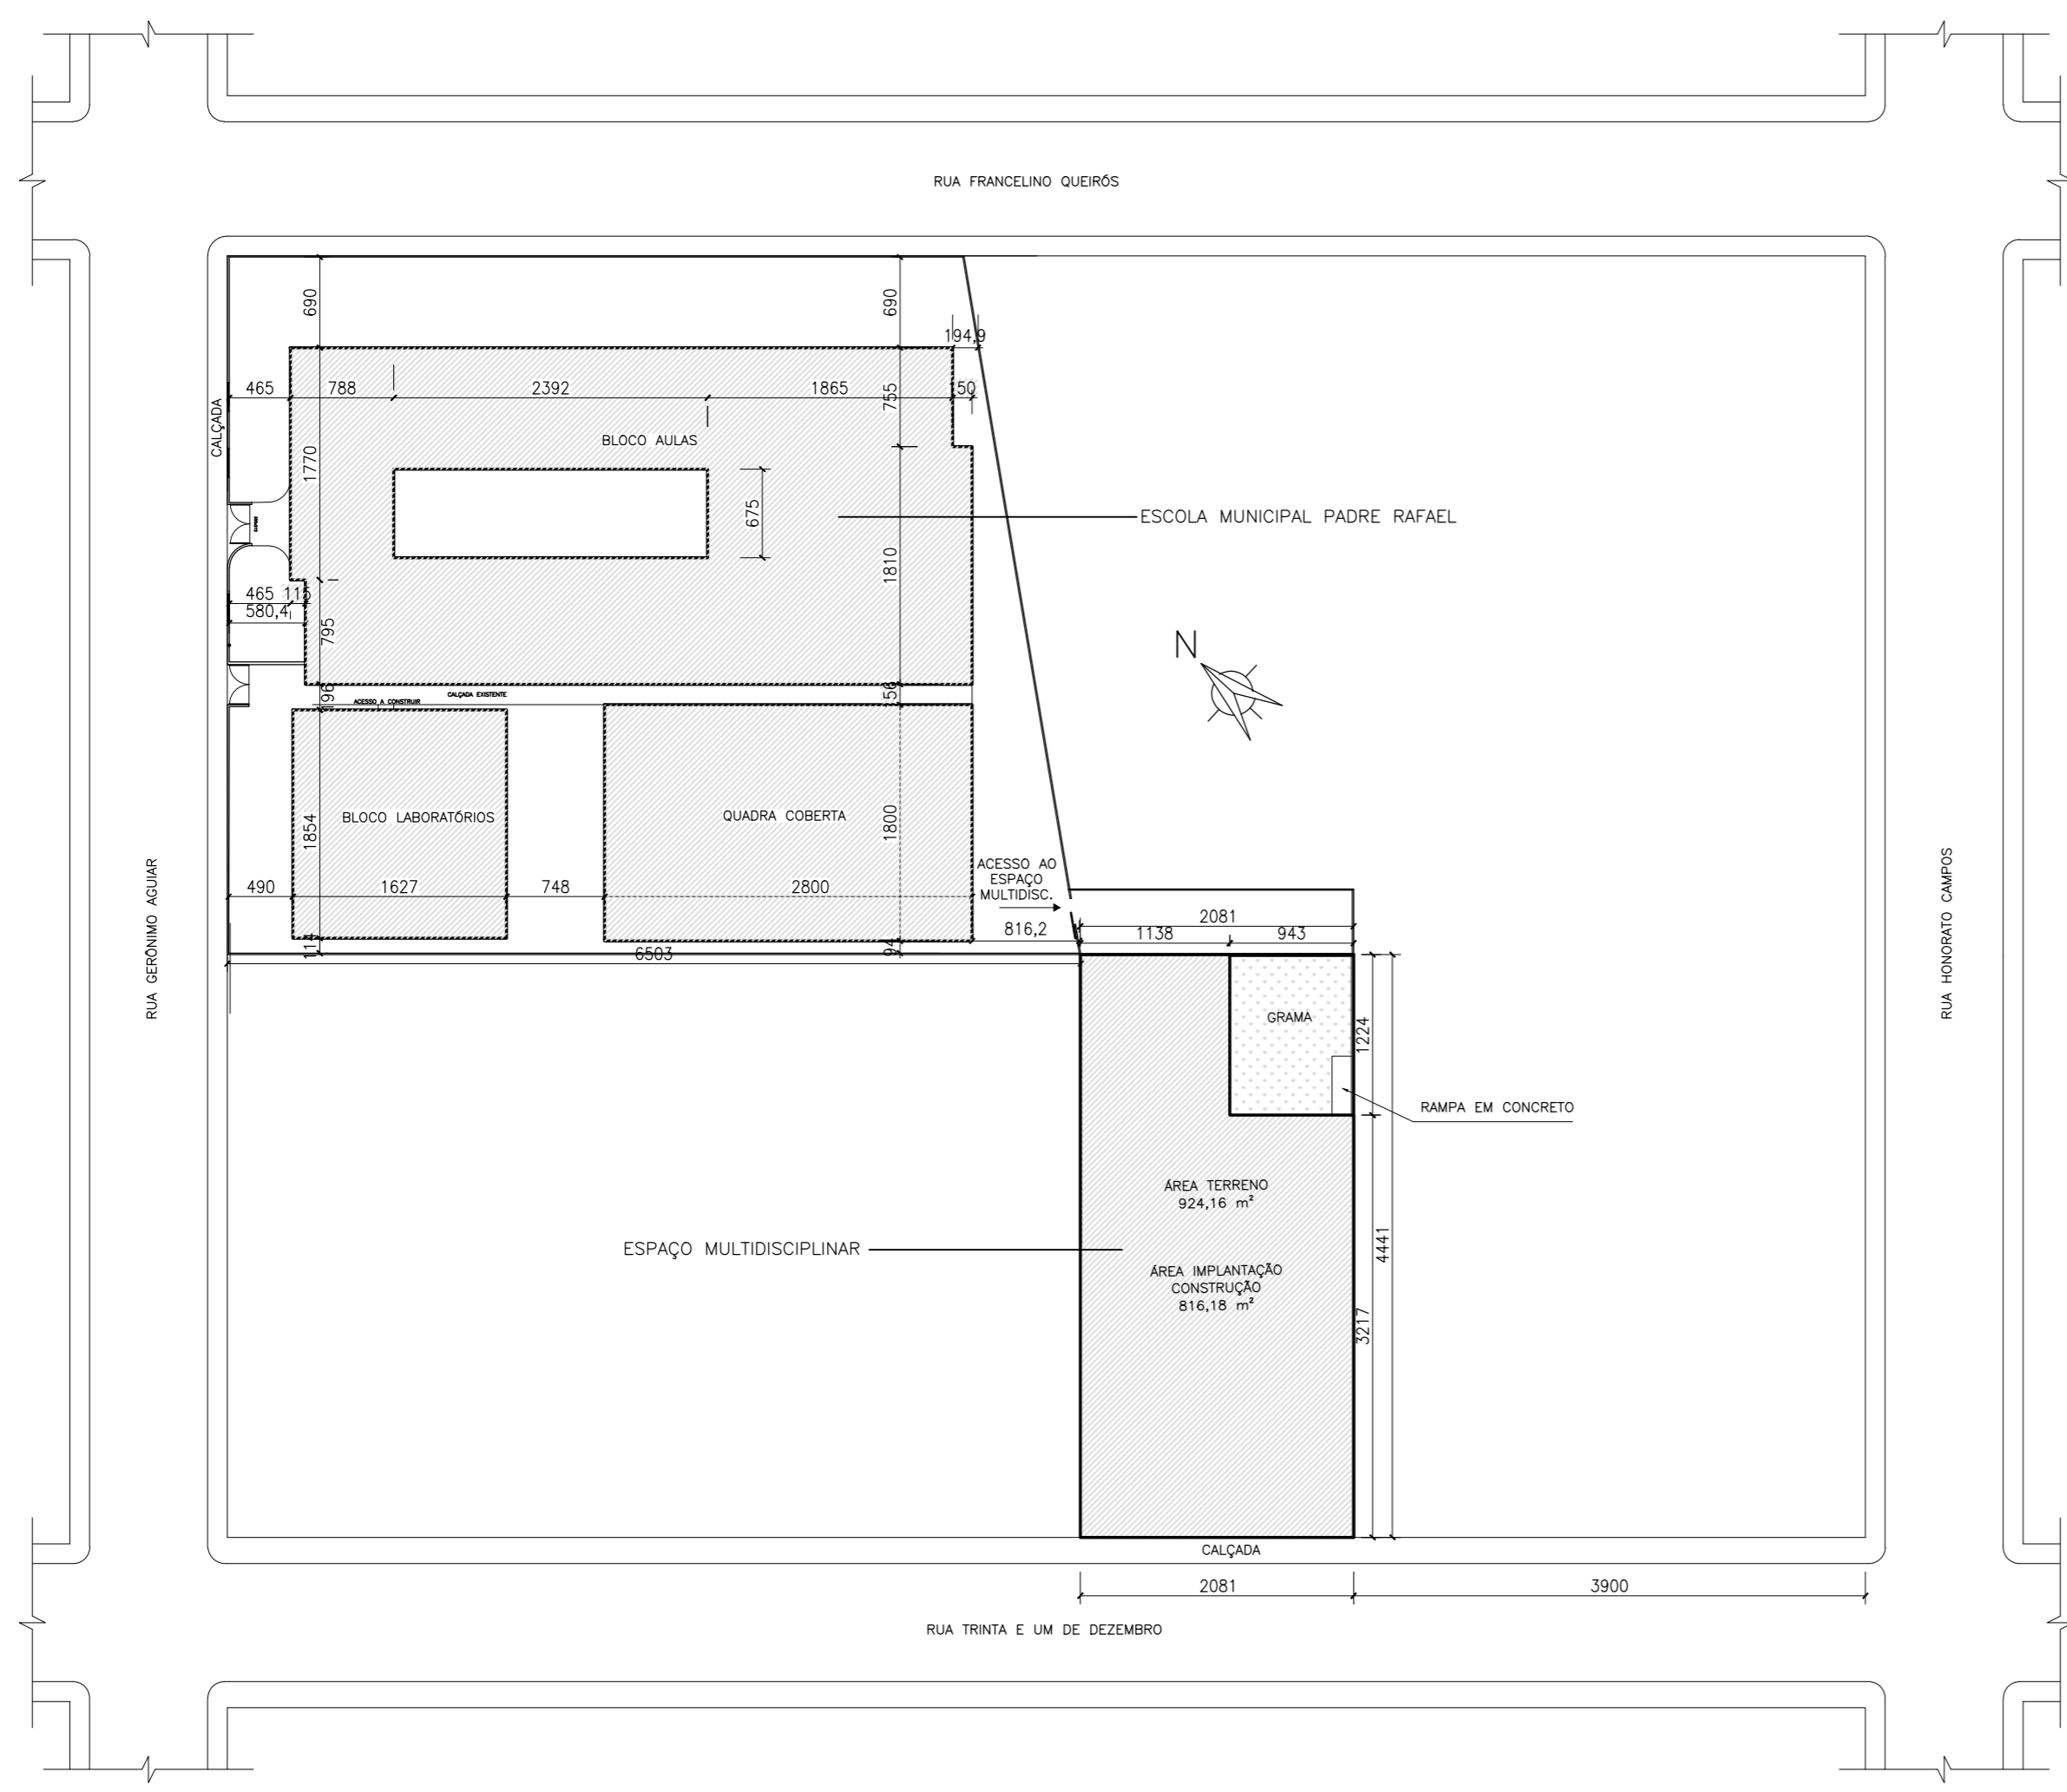 RUA FRANCELINO QUEIRÓS
690
690
194,9
465
788
2392
1865
755
CALÇADA
BLOCO AULAS
1770
675
ESCOLA MUNICIPAL PADRE RAFAEL
1810
465
115
580,4
795
N
196
CALÇADA EXISTENTE
ACESSO A CONSTRUIR
BLOCO LABORATÓRIOS
QUADRA COBERTA
1854
1800
ACESSO AO
ESPAÇO
MULTIDISC.
RUA GERÔNIMO AGUIAR
RUA HONORATO CAMPOS
490
1627
748
2800
2081
816,2
1138
943
114
94
6503
GRAMA
1224
RAMPA EM CONCRETO
ÁREA TERRENO
924,16 m²
4441
ESPAÇO MULTIDISCIPLINAR
ÁREA IMPLANTAÇÃO
CONSTRUÇÃO
816,18 m²
3217
CALÇADA
2081
3900
RUA TRINTA E UM DE DEZEMBRO